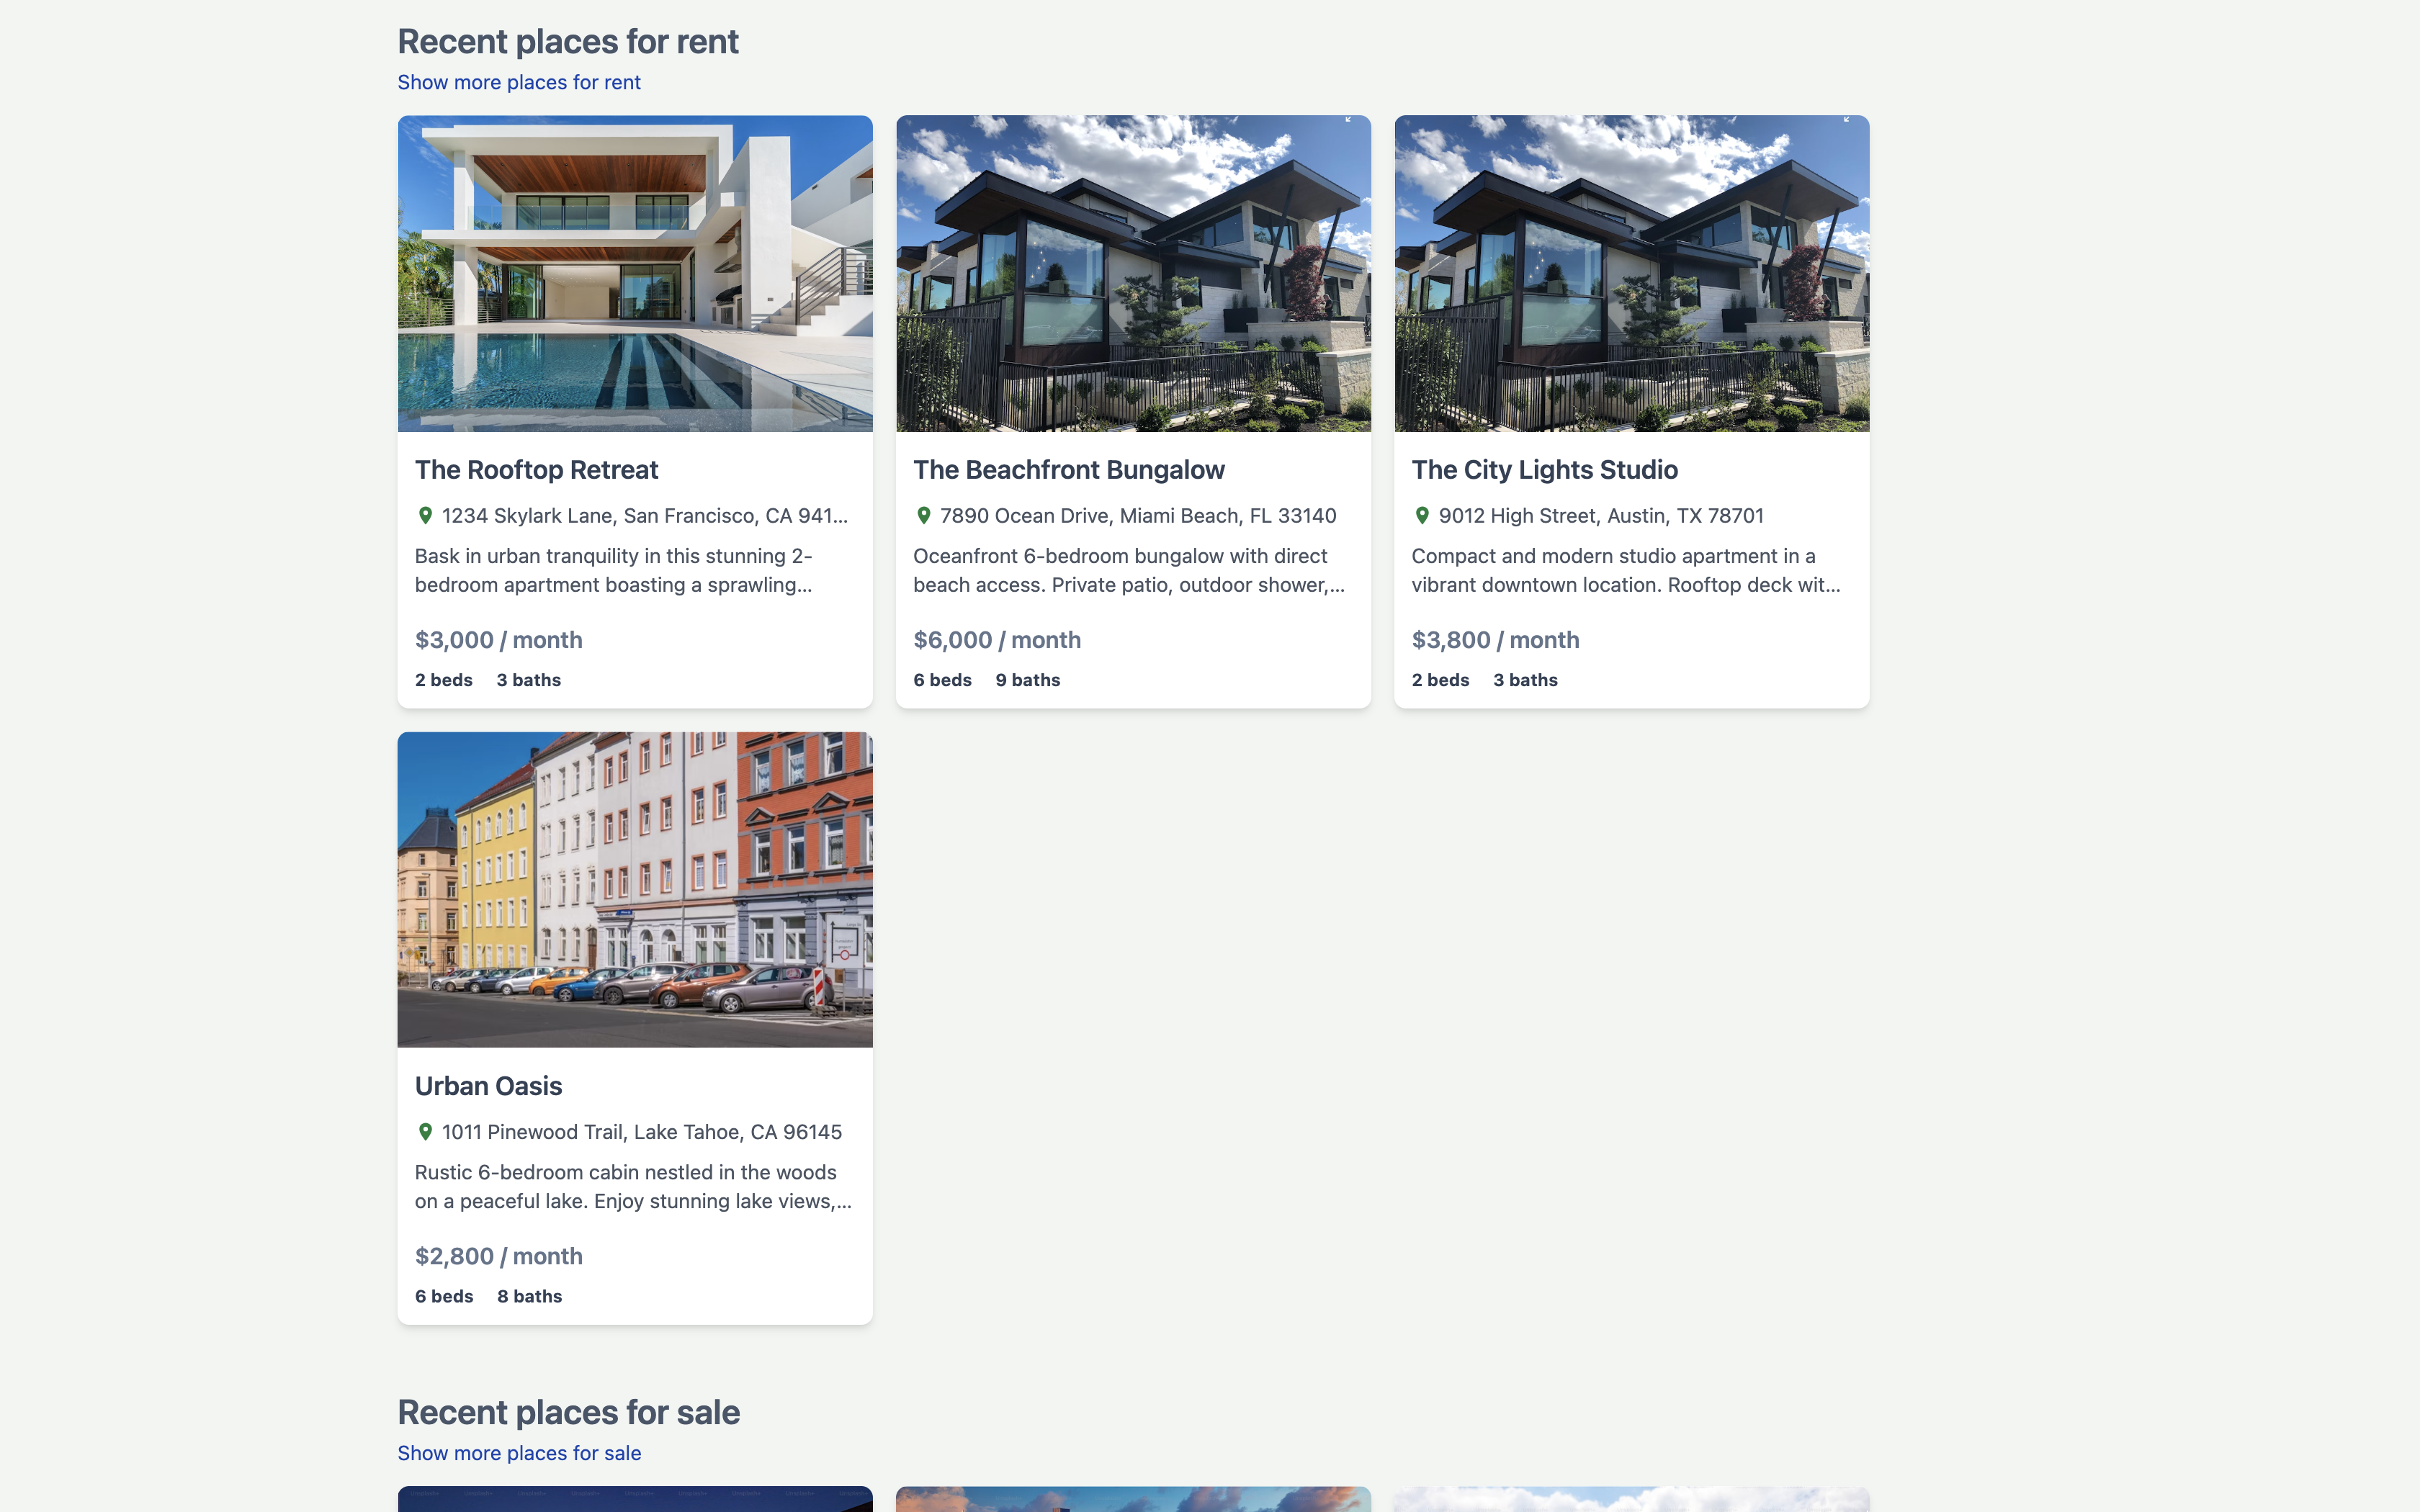 Recent places for rent
Show more places for rent
The Rooftop Retreat
1234 Skylark Lane, San Francisco, CA 941...
Bask in urban tranquility in this stunning 2-
bedroom apartment boasting a sprawling...
$3,000 / month
2 beds 3 baths
The Beachfront Bungalow
7890 Ocean Drive, Miami Beach, FL 33140
Oceanfront 6-bedroom bungalow with direct
beach access. Private patio, outdoor shower,...
$6,000 / month
6 beds 9 baths
The City Lights Studio
9012 High Street, Austin, TX 78701
Compact and modern studio apartment in a
vibrant downtown location. Rooftop deck wit...
$3,800 / month
2 beds 3 baths
Urban Oasis
1011 Pinewood Trail, Lake Tahoe, CA 96145
Rustic 6-bedroom cabin nestled in the woods
on a peaceful lake. Enjoy stunning lake views,...
$2,800 / month
6 beds 8 baths
Recent places for sale
Show more places for sale